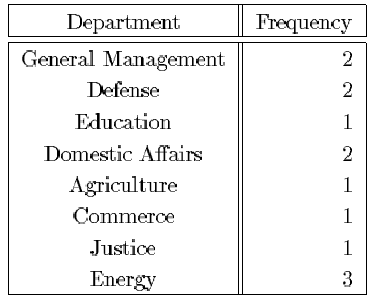 Department Frequency
General Management 2
Defense 2
Education 1
Domestic Affairs 2
Agriculture 1
Commerce 1
Justice 1
Energy 3